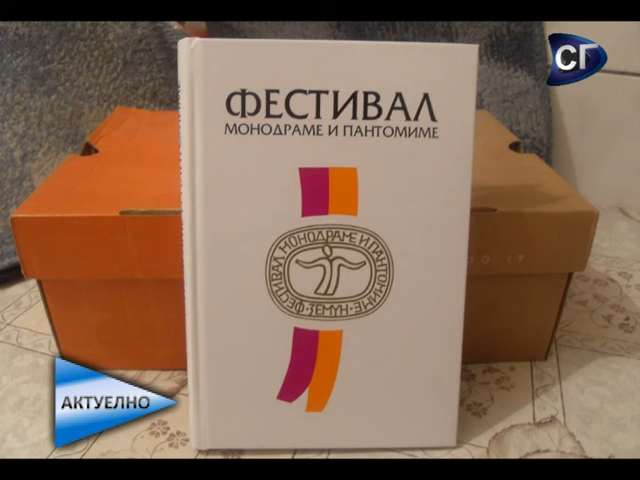 СГ
ФЕСТИВАЛ
МОНОДРАМЕ И ПАНТОМИМЕ
ФЕСТИВАЛ МОНОДРАМЕ И ПАНТОМИМЕ
ЗЕМУН
АКТУЕЛНО